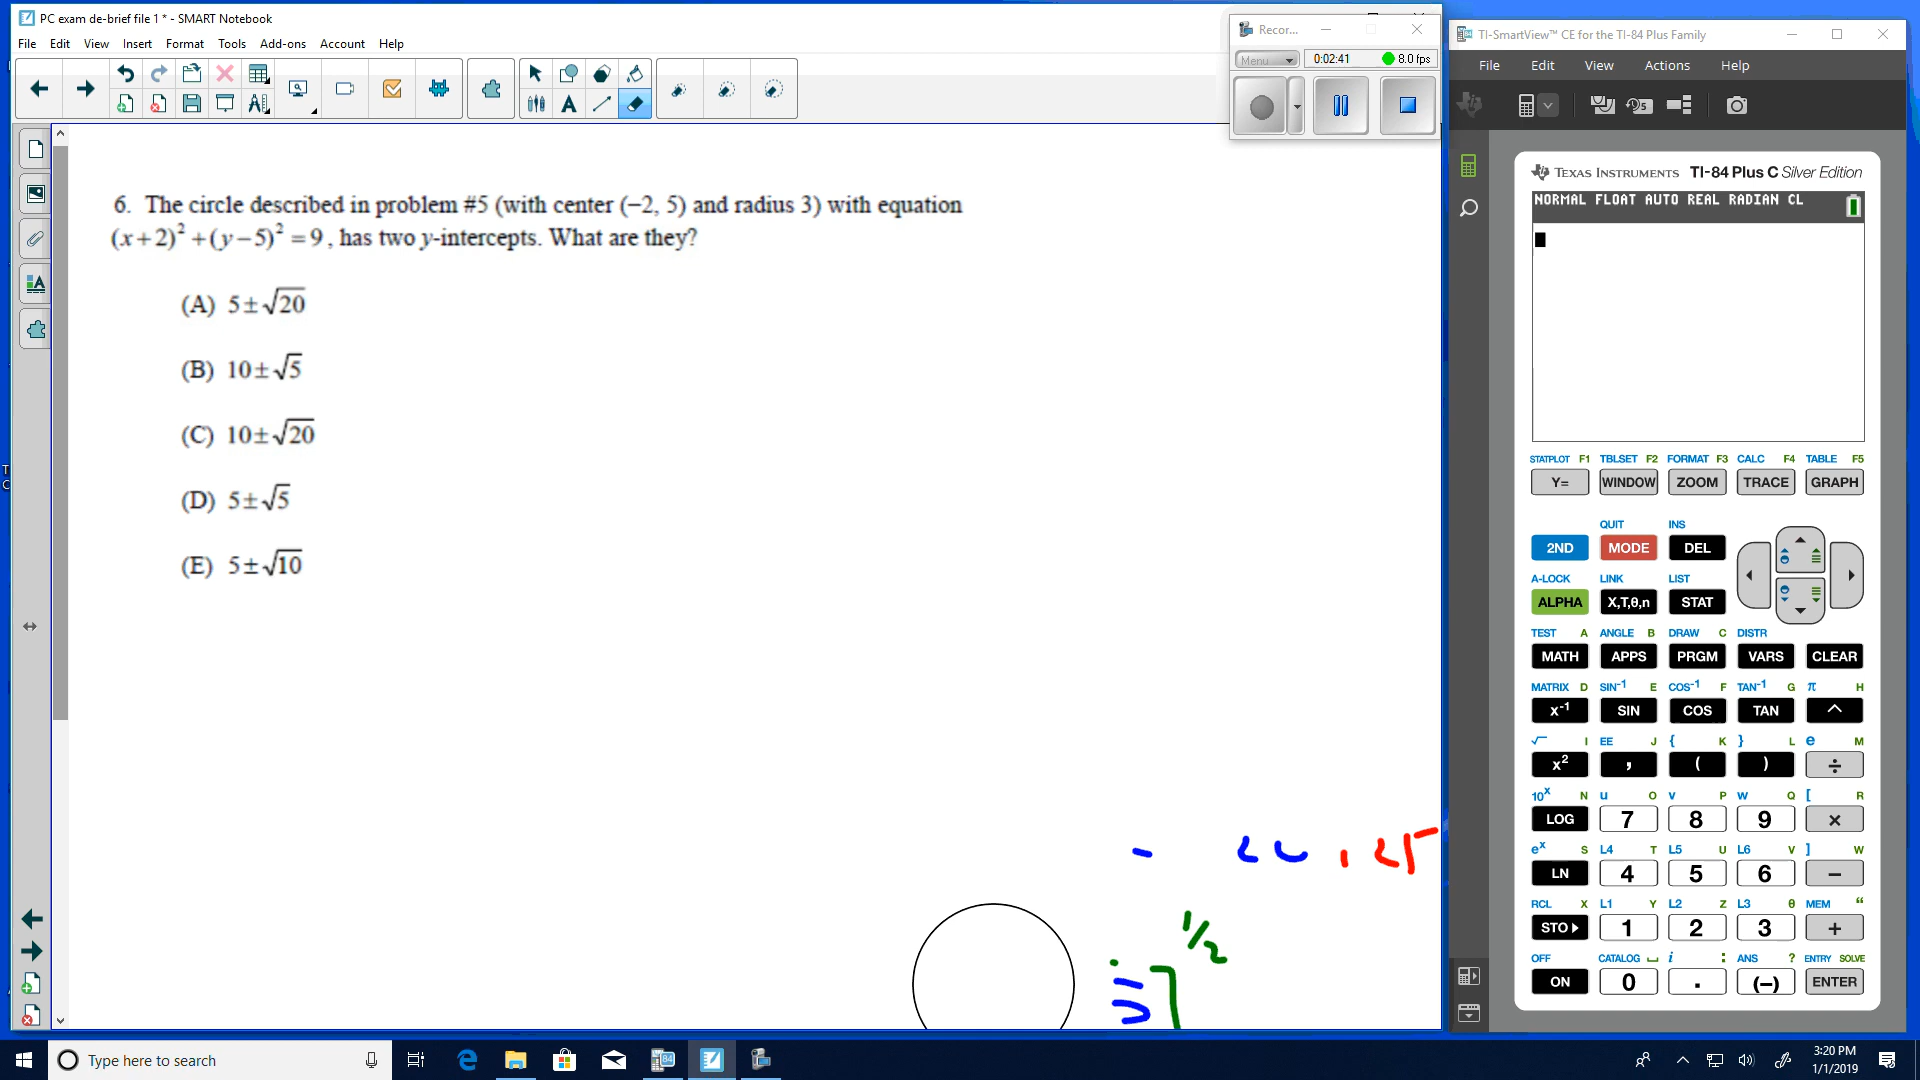 PC exam de-brief file 1 * - SMART Notebook
File Edit View Insert Format Tools Add-ons Account Help
Recor...
Menu 0:02:41 8.0 fps
6. The circle described in problem #5 (with center (−2, 5) and radius 3) with equation
(x+2)² +(y−5)² =9, has two y-intercepts. What are they?
(A) 5±√20
(B) 10±√5
(C) 10±√20
(D) 5±√5
(E) 5±√10
1/2
TI-SmartView™ CE for the TI-84 Plus Family
File Edit View Actions Help
TEXAS INSTRUMENTS TI-84 Plus C Silver Edition
NORMAL FLOAT AUTO REAL RADIAN CL
STATPLOT F1 TBLSET F2 FORMAT F3 CALC F4 TABLE F5
Y= WINDOW ZOOM TRACE GRAPH
QUIT INS
2ND MODE DEL
A-LOCK LINK LIST
ALPHA X,T,θ,n STAT
TEST A ANGLE B DRAW C DISTR
MATH APPS PRGM VARS CLEAR
MATRIX D SIN⁻¹ E COS⁻¹ F TAN⁻¹ G π H
x⁻¹ SIN COS TAN ^
√ I EE J { K } L e M
x² , ( ) ÷
10ˣ N u O v P w Q [ R
LOG 7 8 9 ×
eˣ S L4 T L5 U L6 V ] W
LN 4 5 6 −
RCL X L1 Y L2 Z L3 θ MEM “
STO▸ 1 2 3 +
OFF CATALOG ⎵ i : ANS ? ENTRY SOLVE
ON 0 . (−) ENTER
Type here to search
3:20 PM
1/1/2019